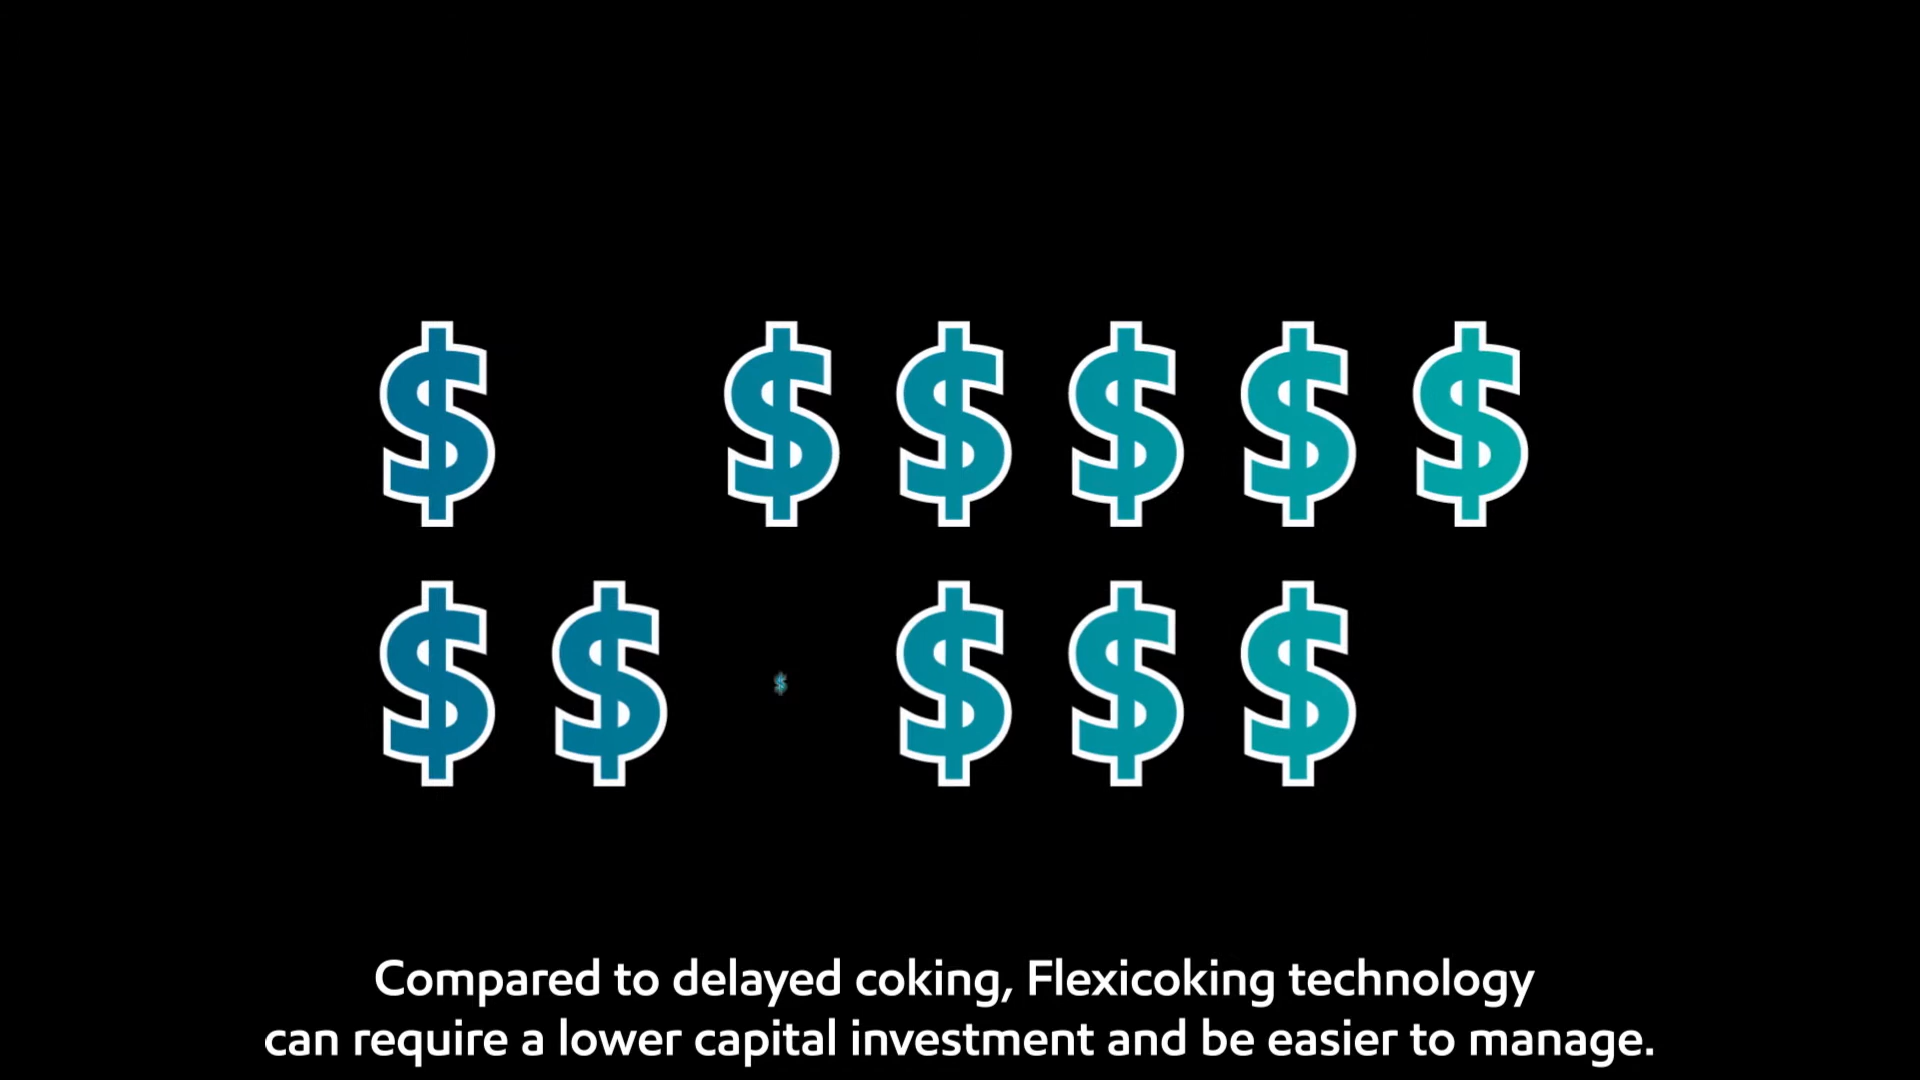 $ $ $ $ $ $
$ $ $ $ $ $
Compared to delayed coking, Flexicoking technology
can require a lower capital investment and be easier to manage.